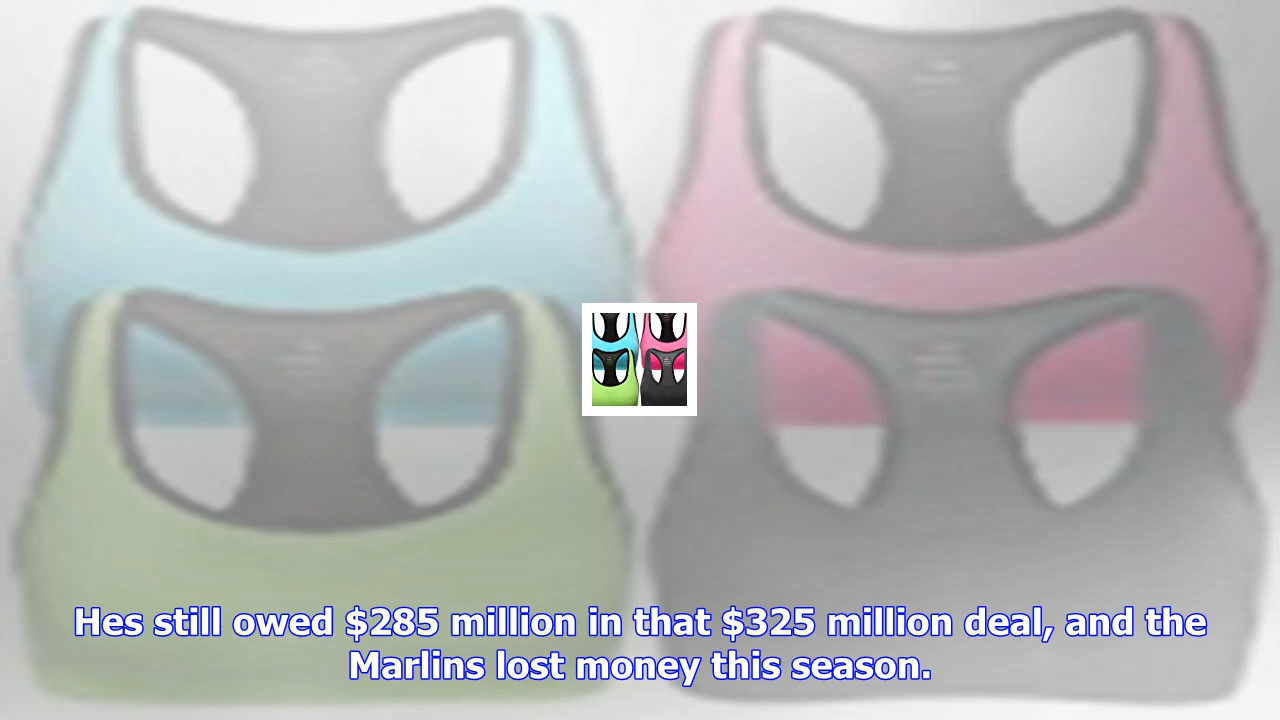 Hes still owed $285 million in that $325 million deal, and the
Marlins lost money this season.